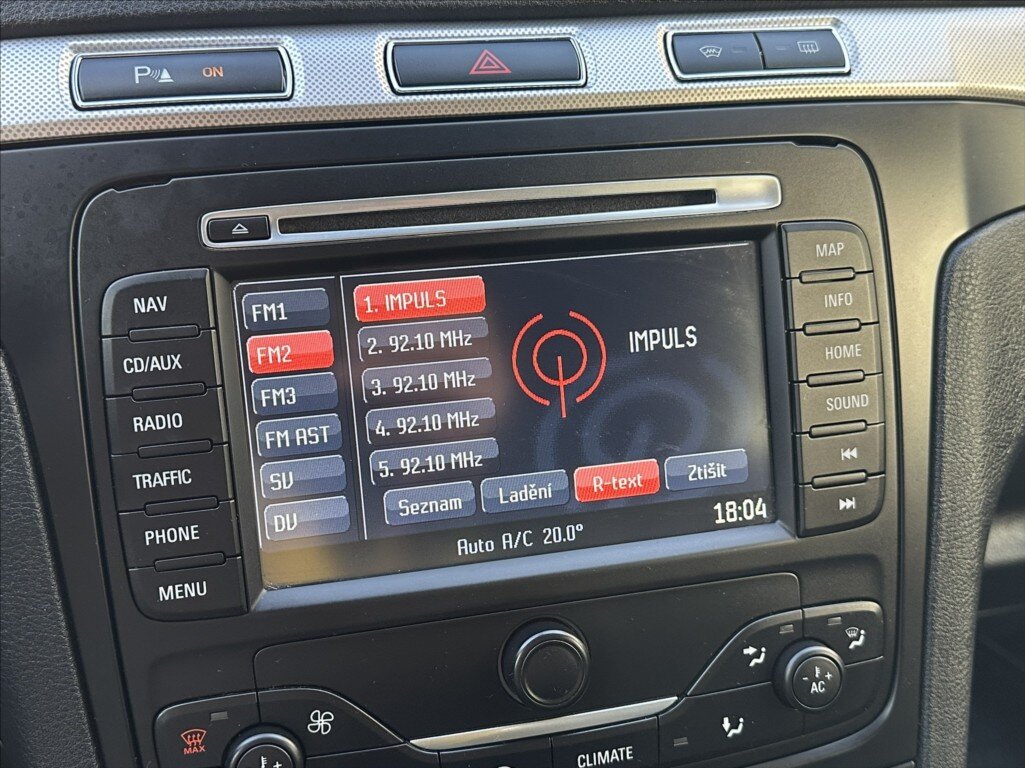 P ON
NAV
CD/AUX
RADIO
TRAFFIC
PHONE
MENU
FM1
FM2
FM3
FM AST
SV
DV
1. IMPULS
2. 92.10 MHz
3. 92.10 MHz
4. 92.10 MHz
5. 92.10 MHz
IMPULS
Seznam
Ladění
R-text
Ztišit
18:04
Auto A/C 20.0°
MAP
INFO
HOME
SOUND
MAX
CLIMATE
- +
AC